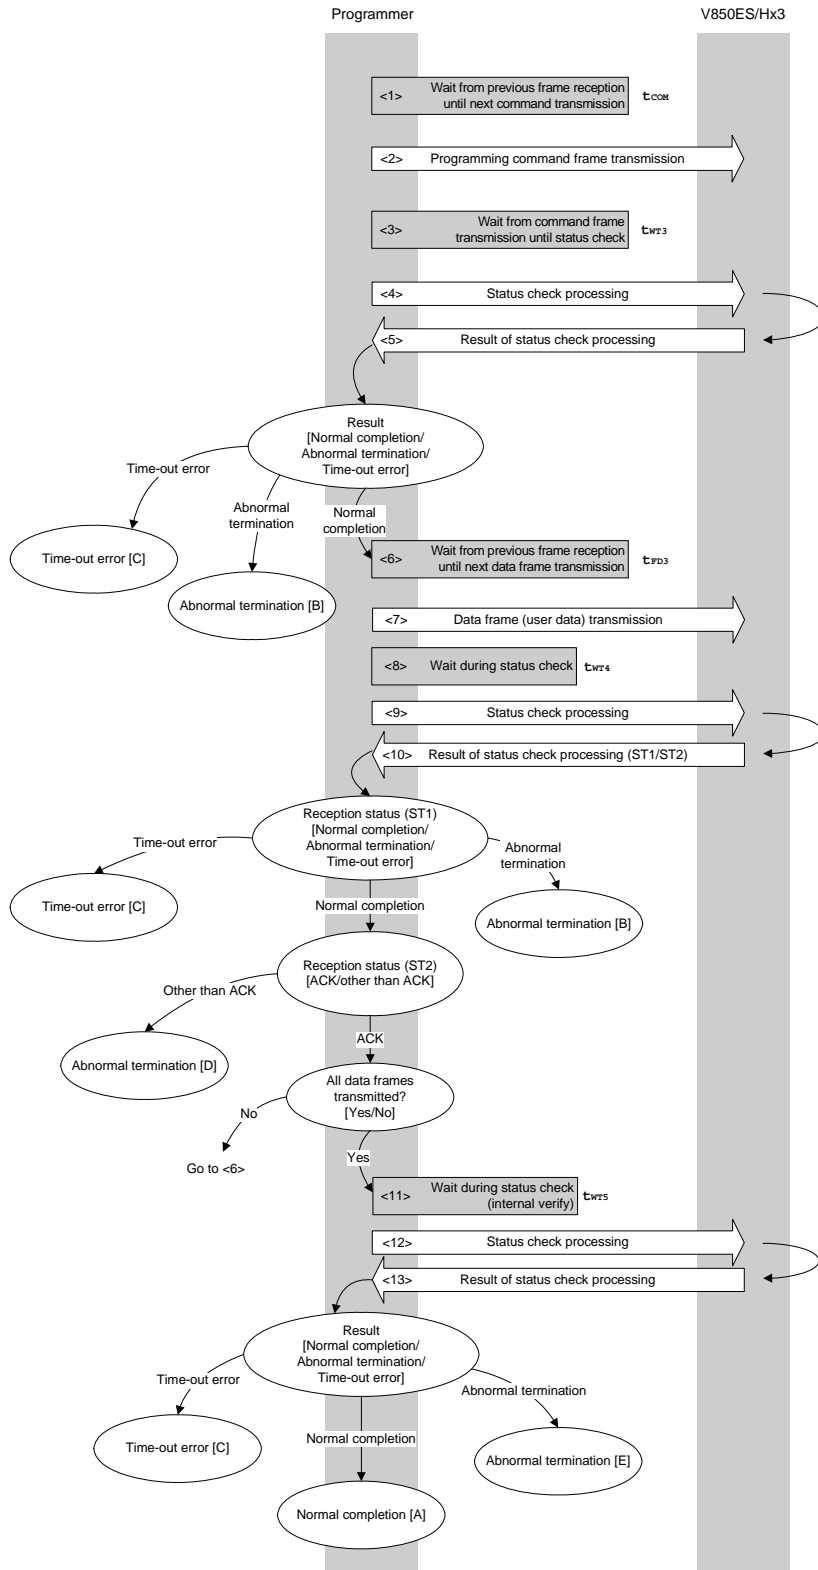 Programmer
V850ES/Hx3
<1>
Wait from previous frame reception
until next command transmission
tCOM
<2>
Programming command frame transmission
<3>
Wait from command frame
transmission until status check
tWT3
<4>
Status check processing
<5>
Result of status check processing
Result
[Normal completion/
Abnormal termination/
Time-out error]
Time-out error
Abnormal
termination
Normal
completion
Time-out error [C]
Abnormal termination [B]
<6>
Wait from previous frame reception
until next data frame transmission
tFD3
<7>
Data frame (user data) transmission
<8>
Wait during status check
tWT4
<9>
Status check processing
<10>
Result of status check processing (ST1/ST2)
Reception status (ST1)
[Normal completion/
Abnormal termination/
Time-out error]
Time-out error
Abnormal
termination
Time-out error [C]
Normal completion
Abnormal termination [B]
Reception status (ST2)
[ACK/other than ACK]
Other than ACK
ACK
Abnormal termination [D]
All data frames
transmitted?
[Yes/No]
No
Go to <6>
Yes
<11>
Wait during status check
(internal verify)
tWT5
<12>
Status check processing
<13>
Result of status check processing
Result
[Normal completion/
Abnormal termination/
Time-out error]
Time-out error
Abnormal termination
Time-out error [C]
Normal completion
Abnormal termination [E]
Normal completion [A]